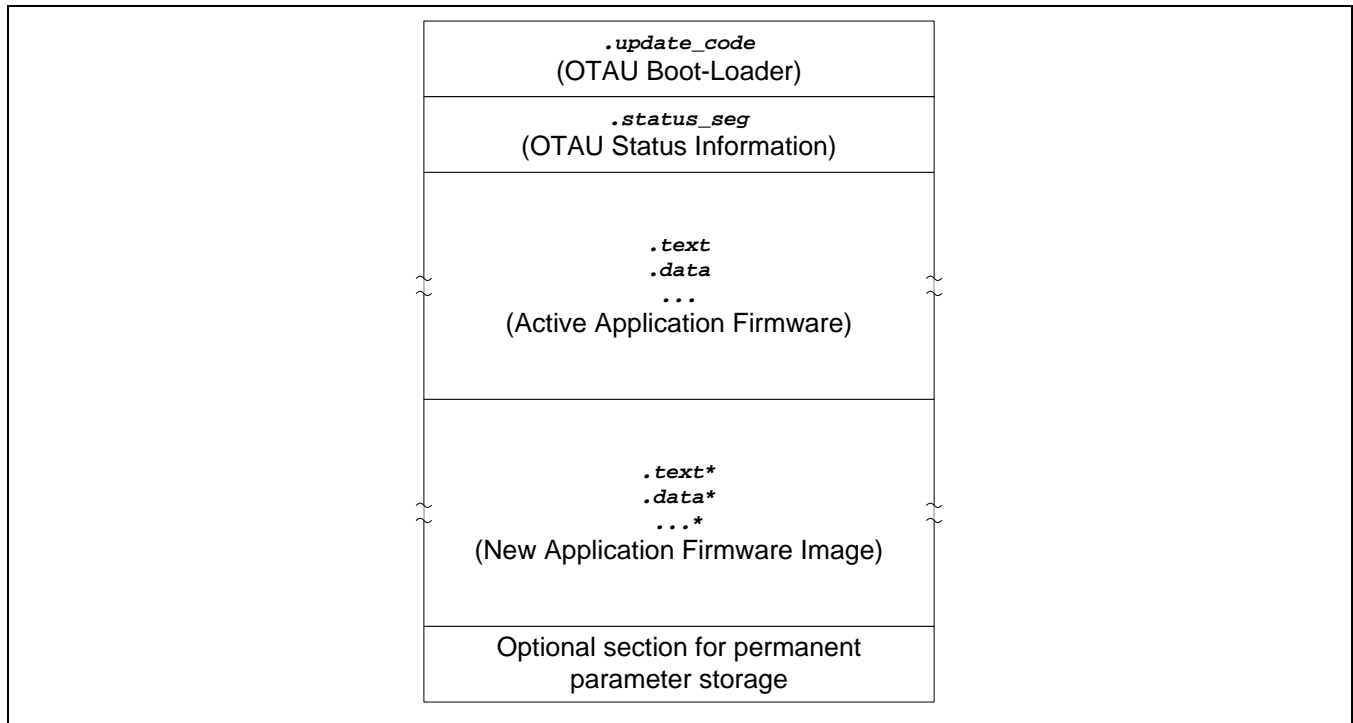 .update_code
(OTAU Boot-Loader)
.status_seg
(OTAU Status Information)
.text
.data
...
(Active Application Firmware)
.text*
.data*
...*
(New Application Firmware Image)
Optional section for permanent
parameter storage